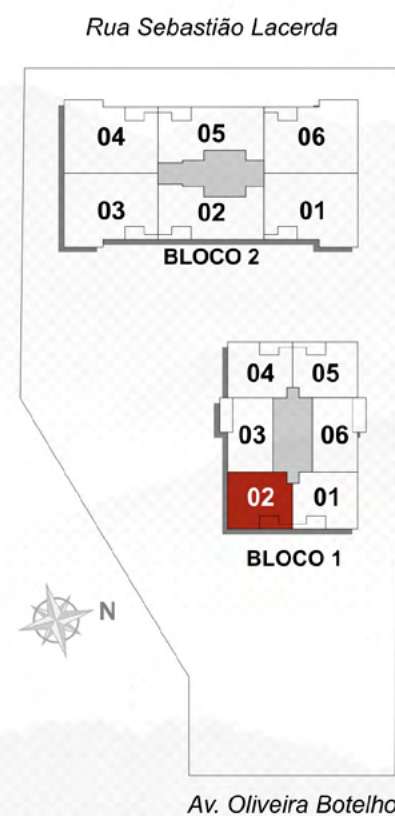 Rua Sebastião Lacerda
04 05 06
03 02 01
BLOCO 2
04 05
03 06
02 01
BLOCO 1
N
Av. Oliveira Botelho